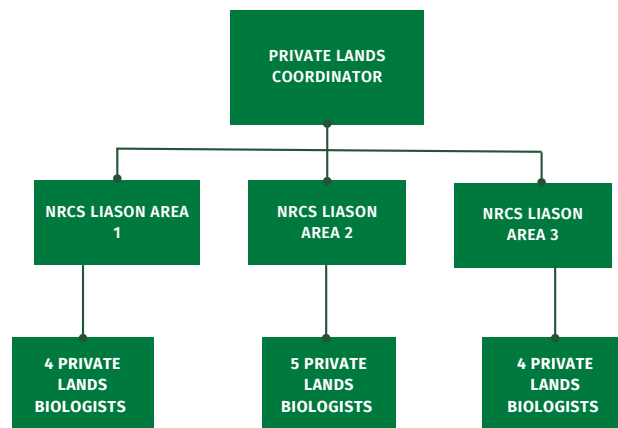 PRIVATE LANDS
COORDINATOR
NRCS LIASON AREA
1
NRCS LIASON
AREA 2
NRCS LIASON
AREA 3
4 PRIVATE
LANDS
BIOLOGISTS
5 PRIVATE
LANDS
BIOLOGISTS
4 PRIVATE
LANDS
BIOLOGISTS